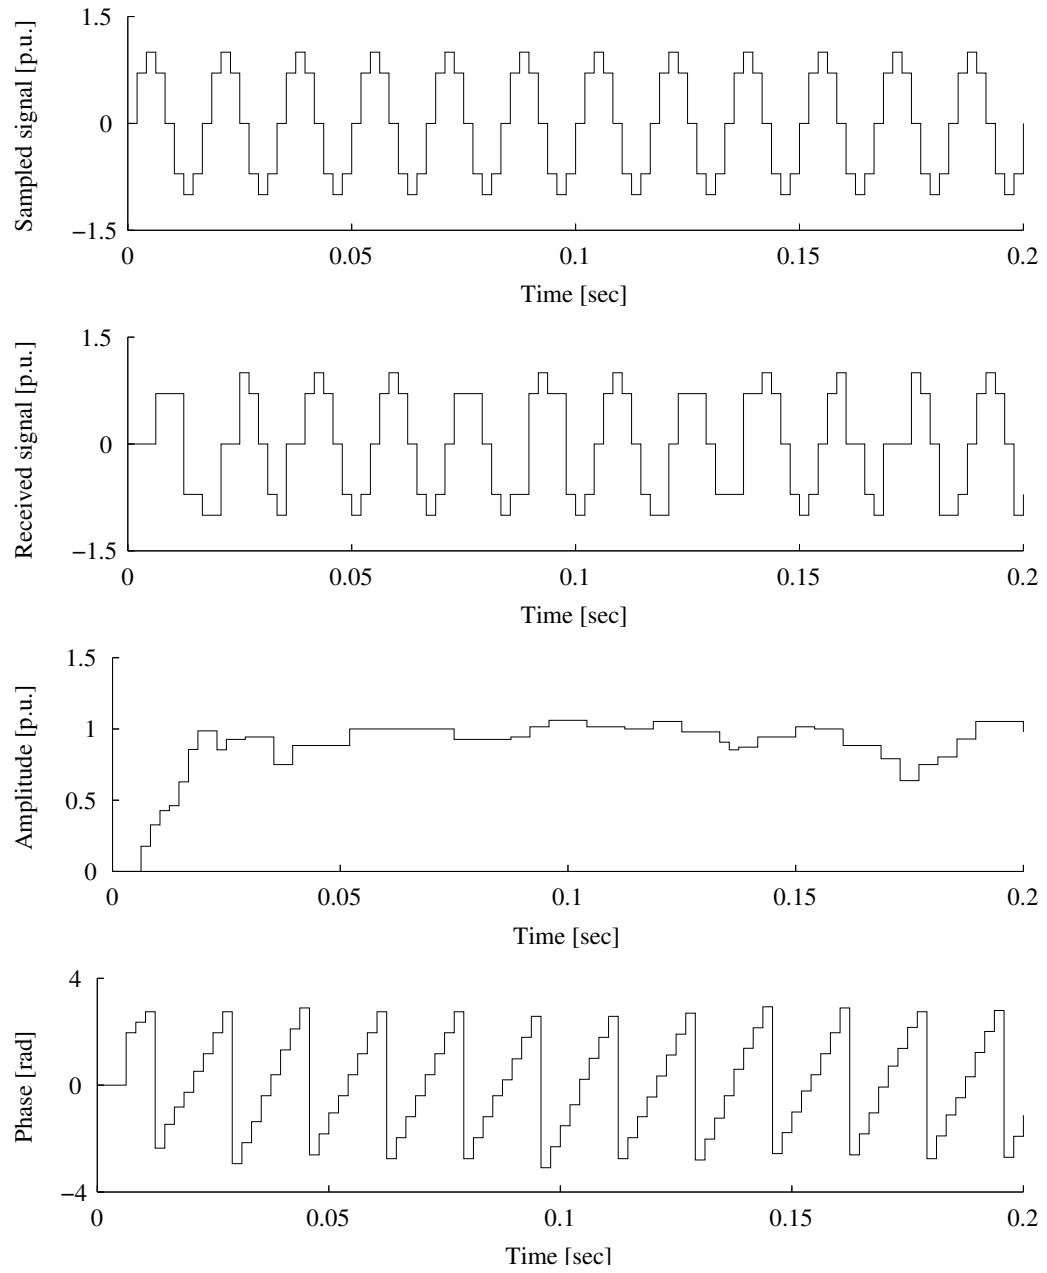 1.5
0
−1.5
Sampled signal [p.u.]
0 0.05 0.1 0.15 0.2
Time [sec]
1.5
0
−1.5
Received signal [p.u.]
0 0.05 0.1 0.15 0.2
Time [sec]
1.5
1
0.5
0
Amplitude [p.u.]
0 0.05 0.1 0.15 0.2
Time [sec]
4
0
−4
Phase [rad]
0 0.05 0.1 0.15 0.2
Time [sec]